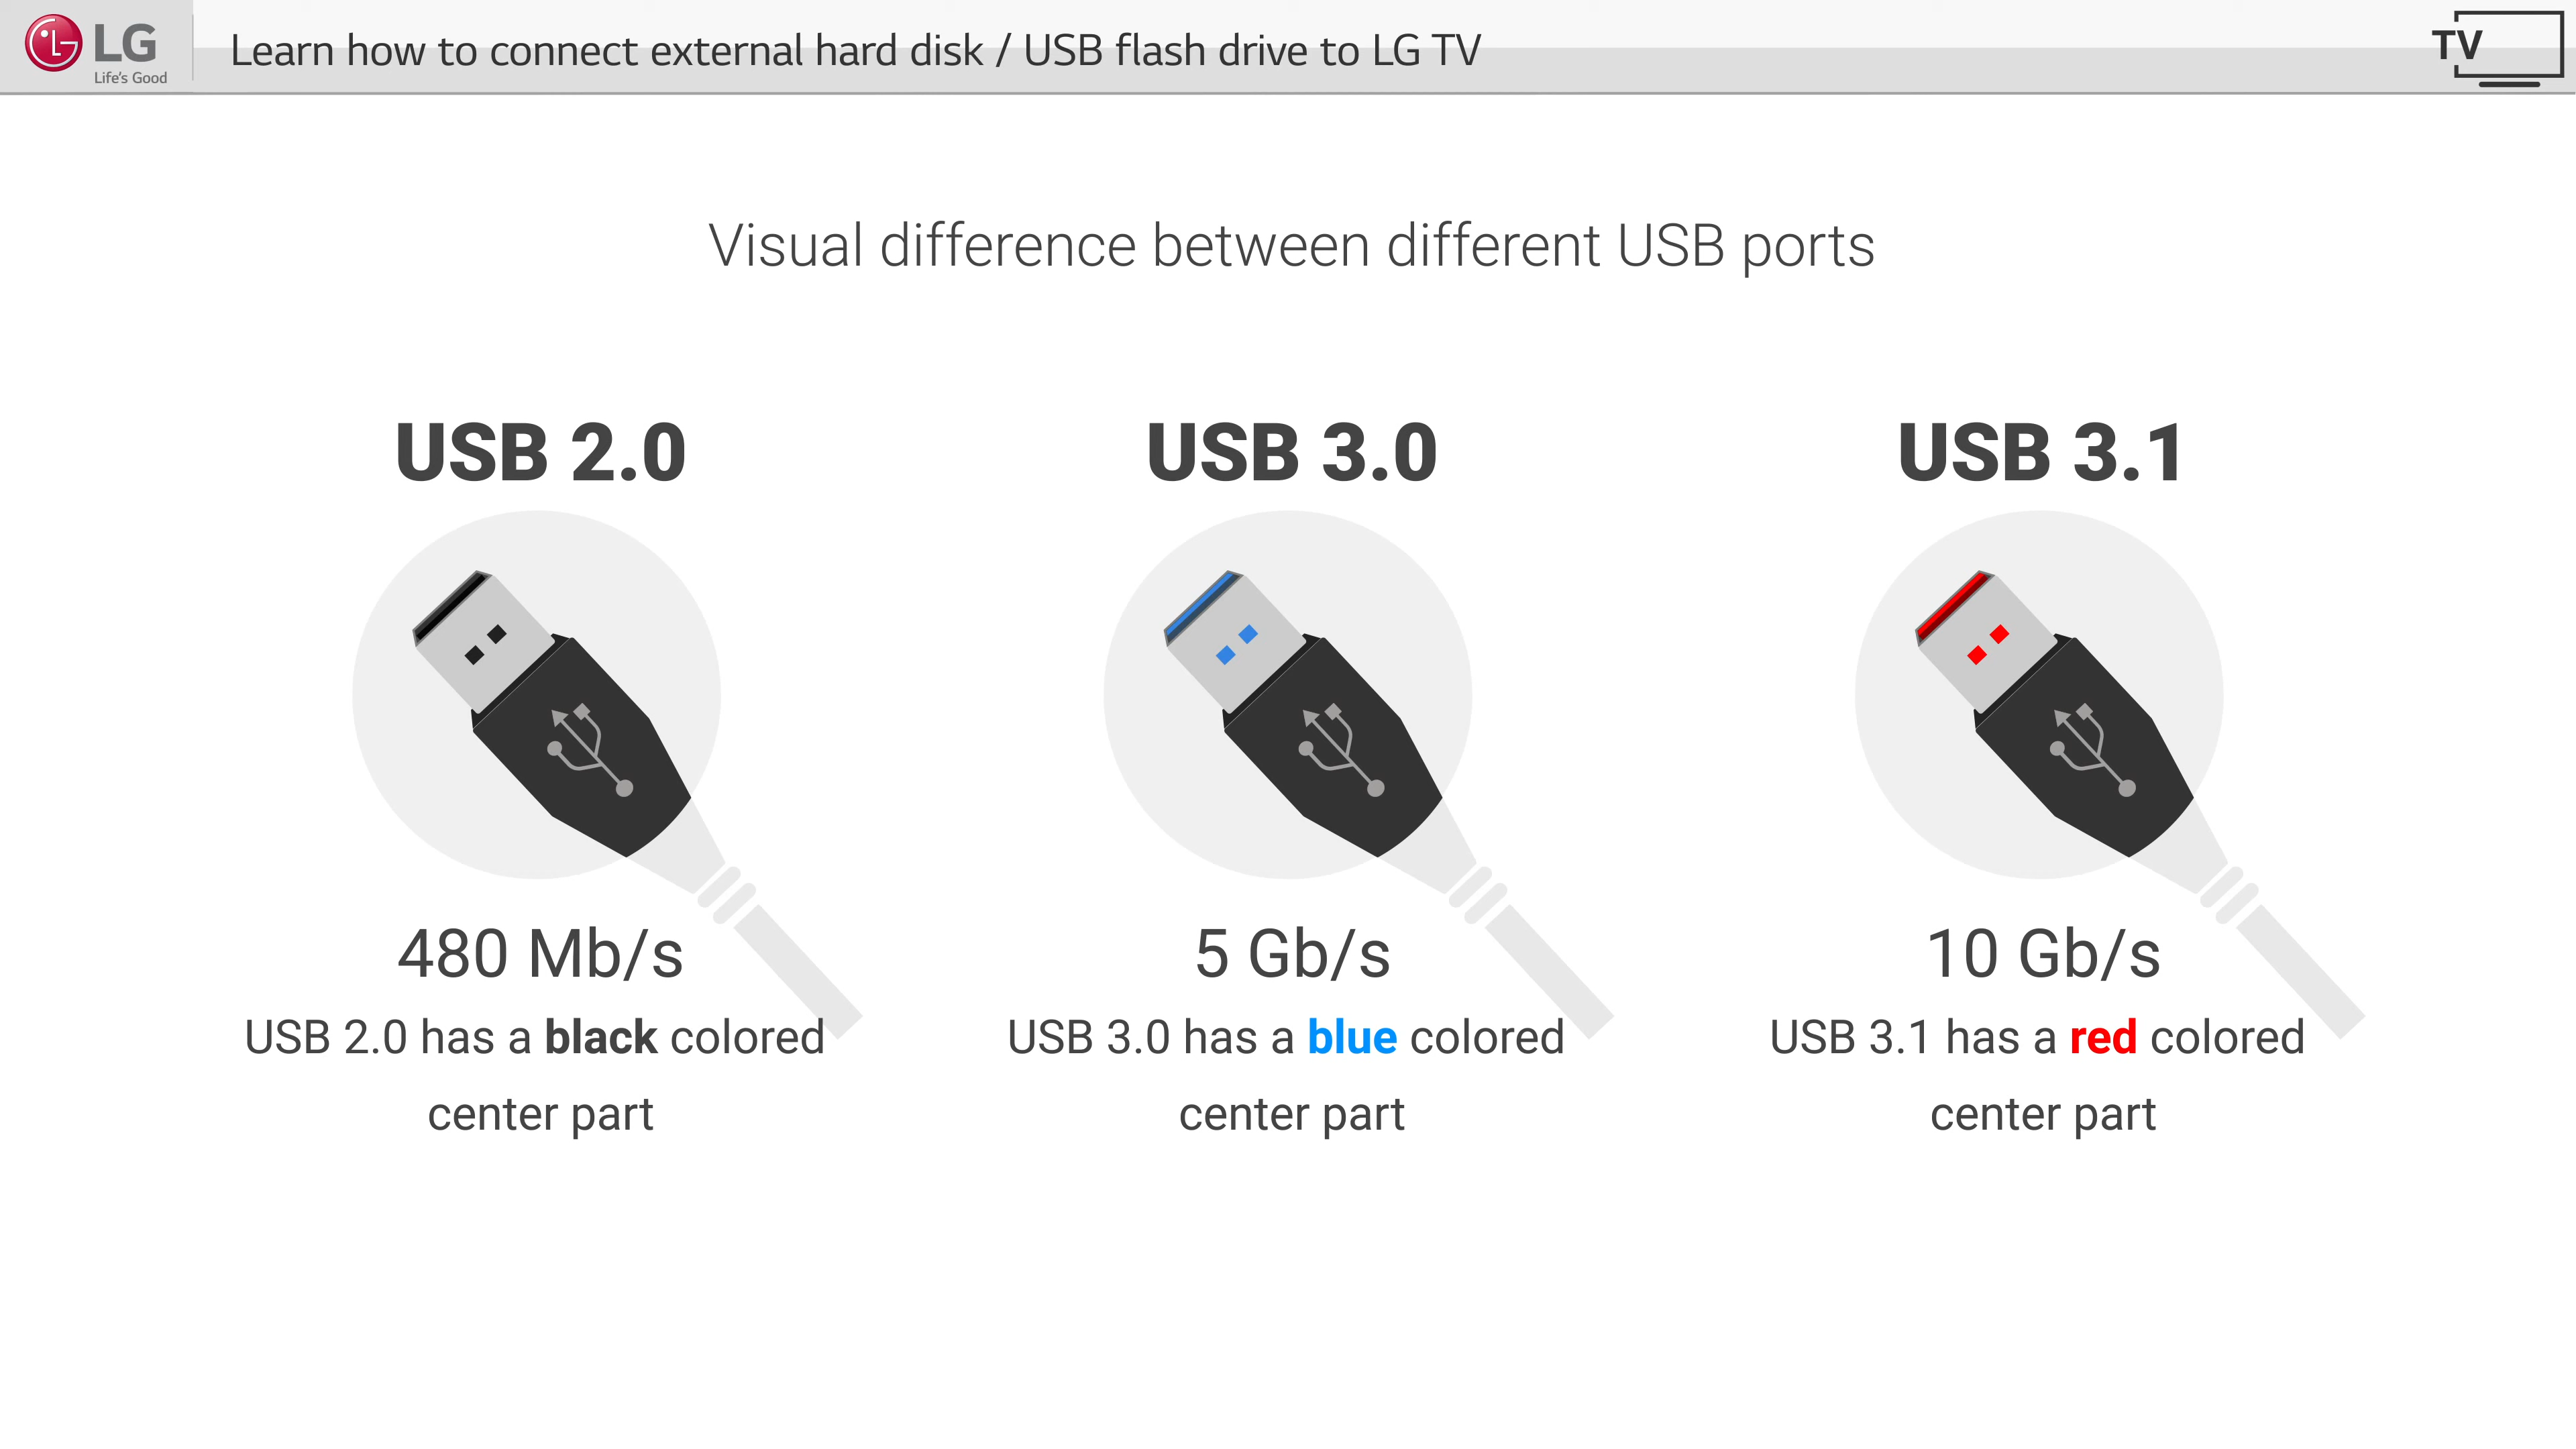 LG
Life's Good
Learn how to connect external hard disk / USB flash drive to LG TV
TV
Visual difference between different USB ports
USB 2.0
480 Mb/s
USB 2.0 has a black colored
center part
USB 3.0
5 Gb/s
USB 3.0 has a blue colored
center part
USB 3.1
10 Gb/s
USB 3.1 has a red colored
center part